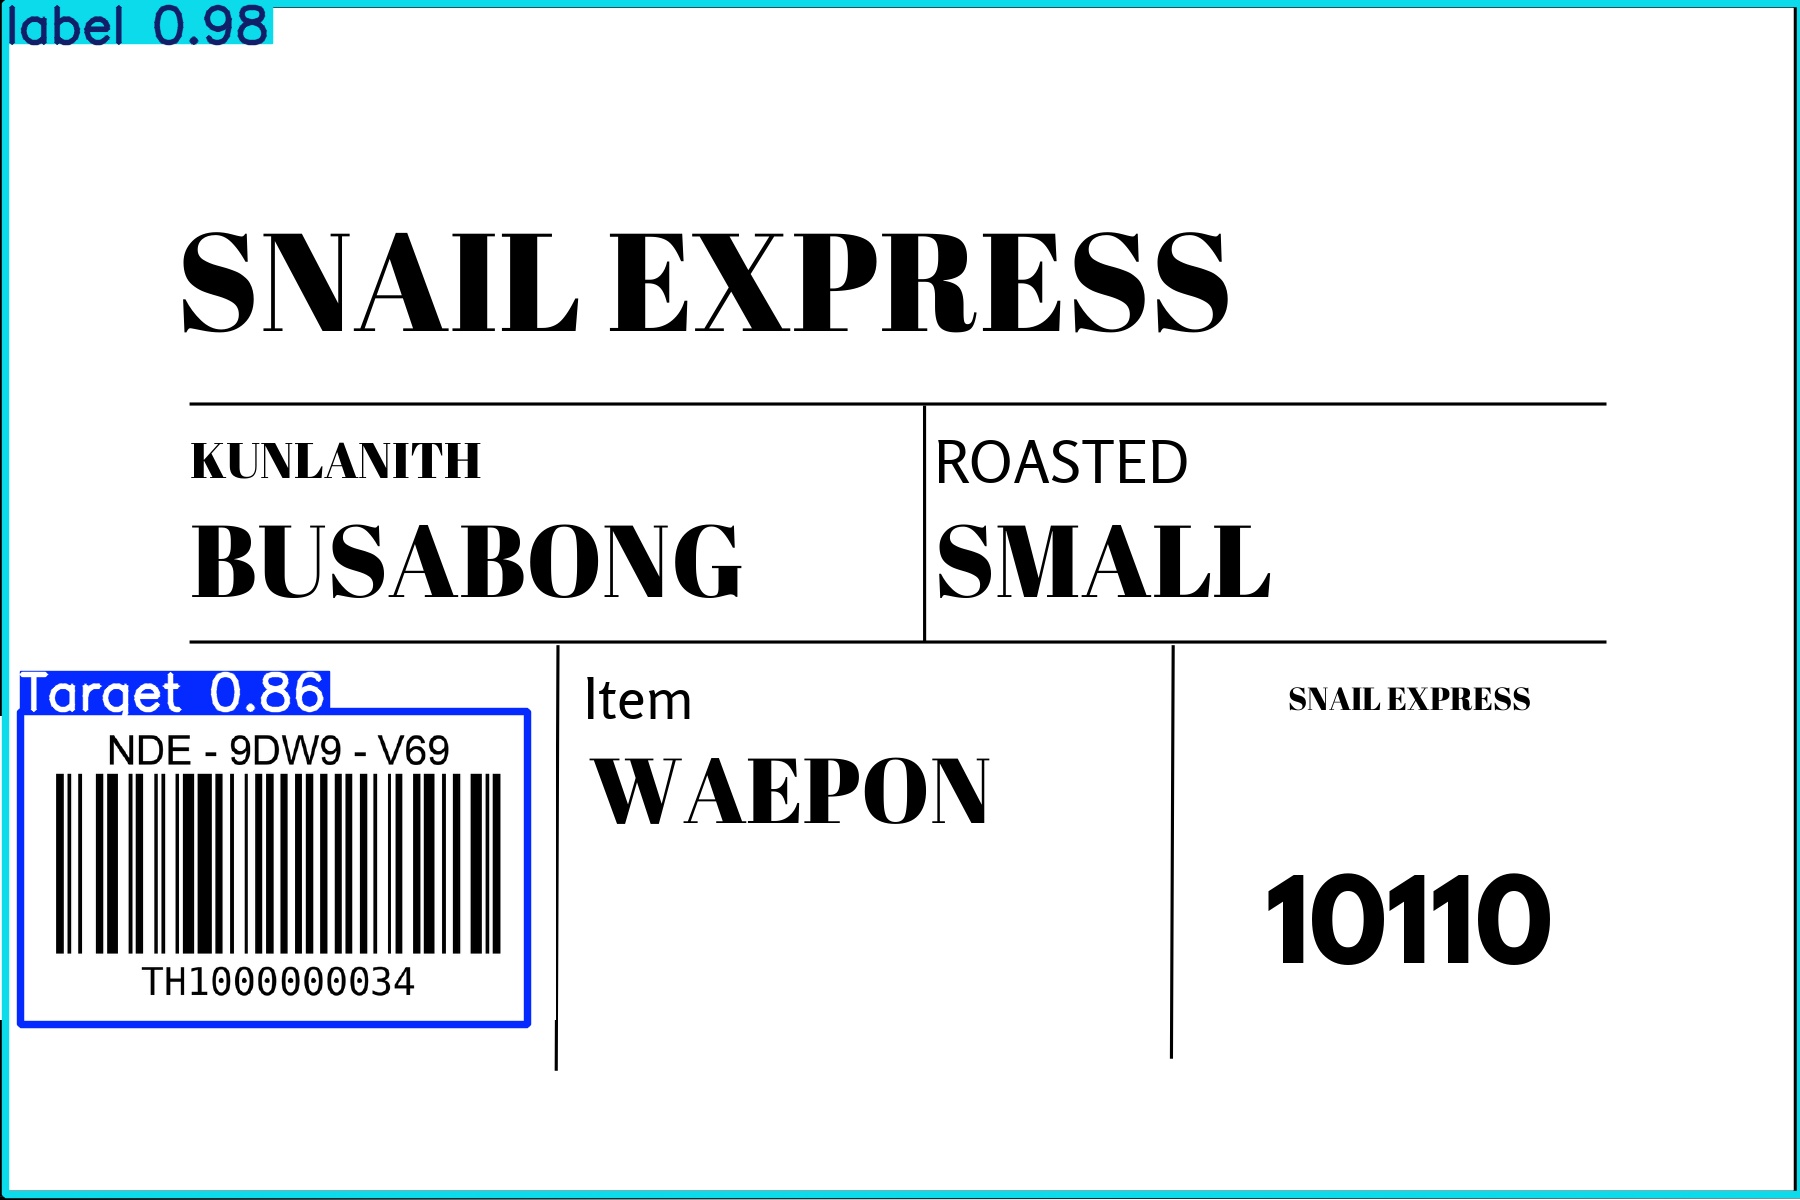 label 0.98
SNAIL EXPRESS
KUNLANITH
BUSABONG
ROASTED
SMALL
Target 0.86
NDE - 9DW9 - V69
TH1000000034
Item
WAEPON
SNAIL EXPRESS
10110